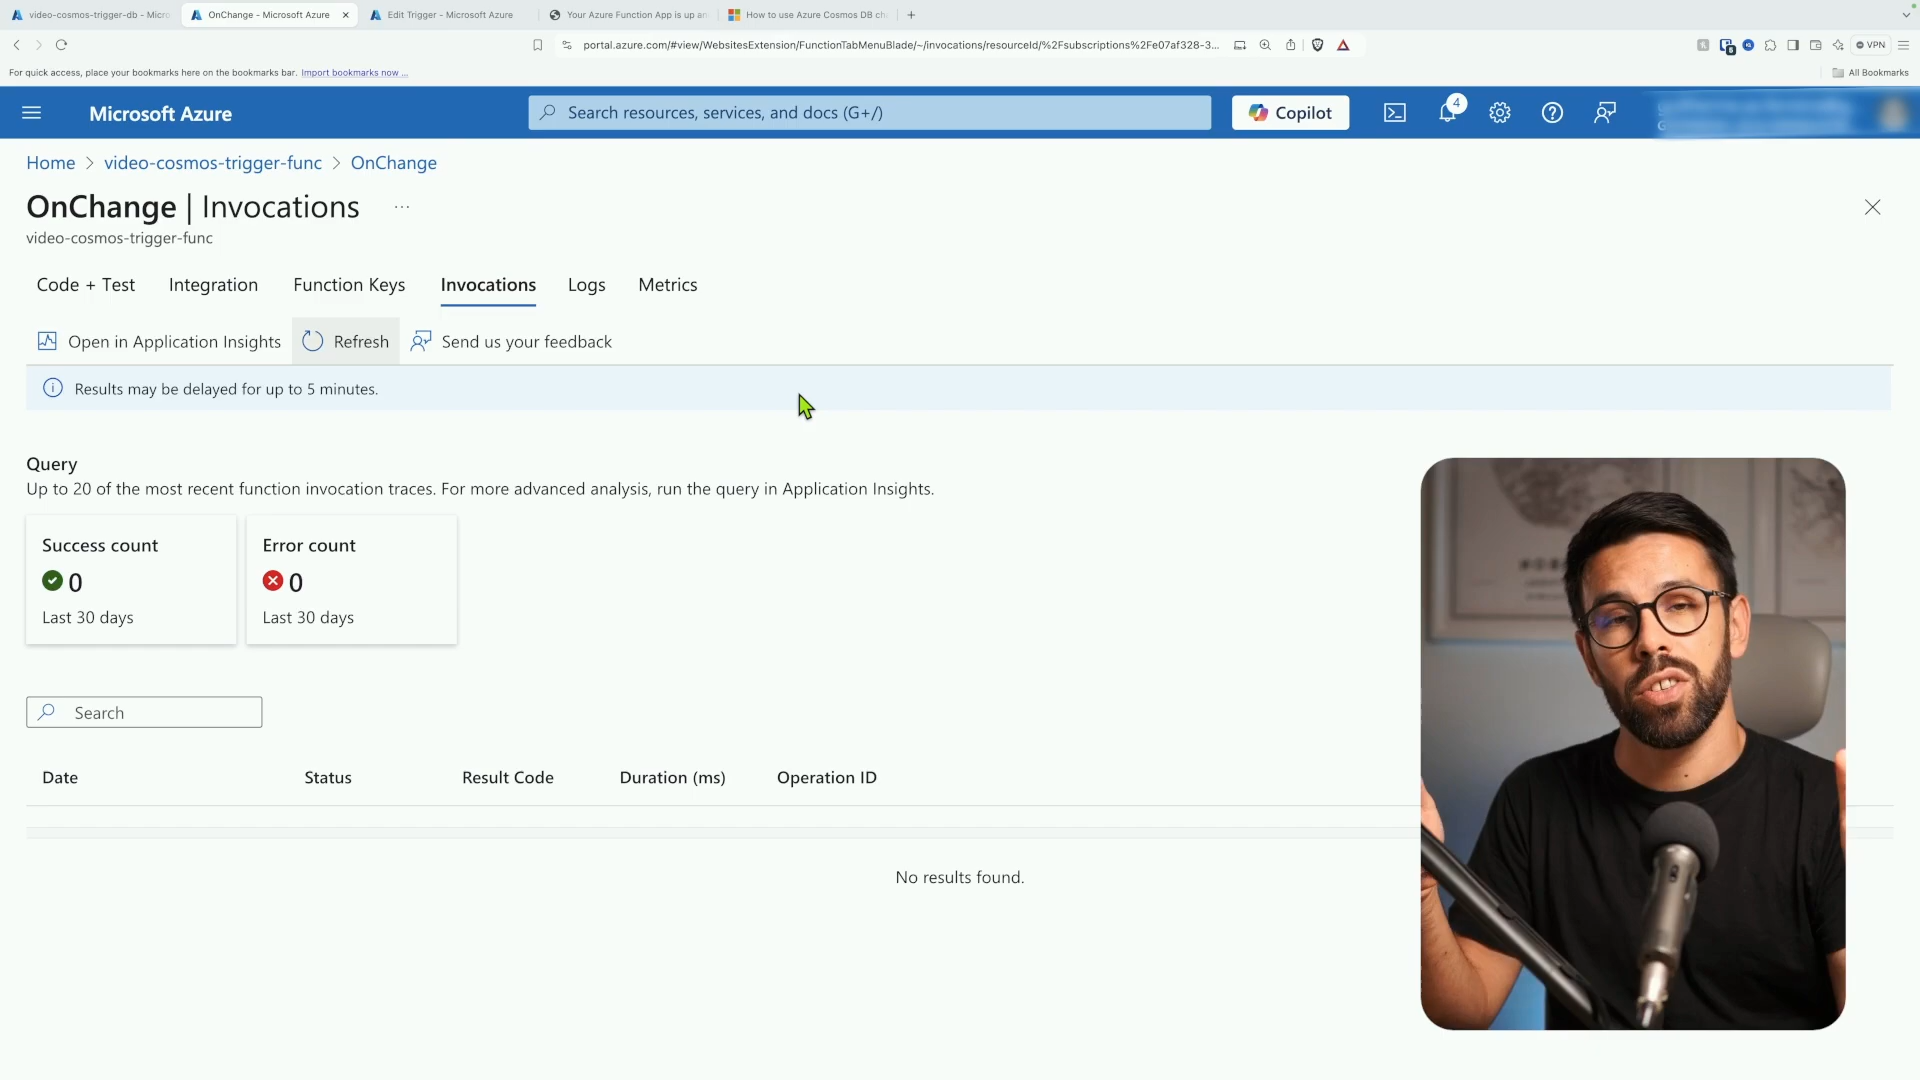 video-cosmos-trigger-db - Micro
OnChange - Microsoft Azure
Edit Trigger - Microsoft Azure
Your Azure Function App is up an
How to use Azure Cosmos DB ch
portal.azure.com/#view/WebsitesExtension/FunctionTabMenuBlade/~/invocations/resourceId/%2Fsubscriptions%2Fe07af328-3...
VPN
For quick access, place your bookmarks here on the bookmarks bar. Import bookmarks now ...
All Bookmarks
Microsoft Azure
Search resources, services, and docs (G+/)
Copilot
4
Home > video-cosmos-trigger-func > OnChange
OnChange | Invocations ...
video-cosmos-trigger-func
Code + Test
Integration
Function Keys
Invocations
Logs
Metrics
Open in Application Insights
Refresh
Send us your feedback
Results may be delayed for up to 5 minutes.
Query
Up to 20 of the most recent function invocation traces. For more advanced analysis, run the query in Application Insights.
Success count
0
Last 30 days
Error count
0
Last 30 days
Search
Date
Status
Result Code
Duration (ms)
Operation ID
No results found.